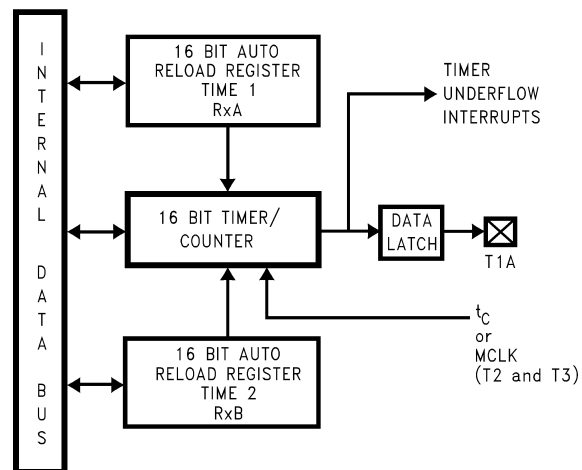 INTERNAL DATA BUS
16 BIT AUTO
RELOAD REGISTER
TIME 1
RxA
TIMER
UNDERFLOW
INTERRUPTS
16 BIT TIMER/
COUNTER
DATA
LATCH
T1A
tC
or
MCLK
(T2 and T3)
16 BIT AUTO
RELOAD REGISTER
TIME 2
RxB